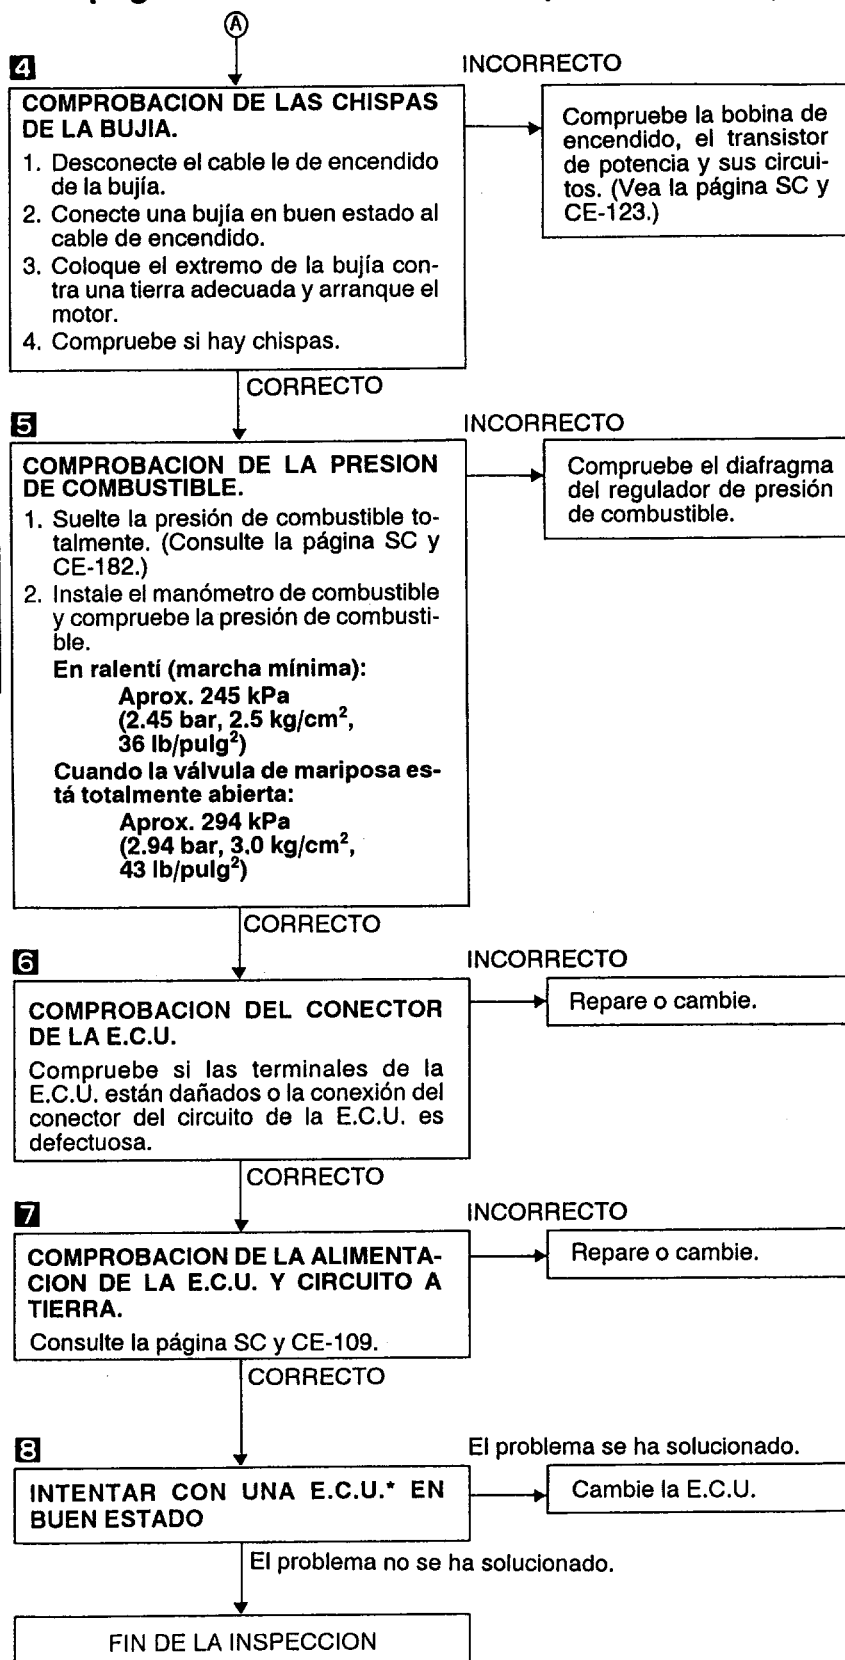 A
4
INCORRECTO
COMPROBACION DE LAS CHISPAS
DE LA BUJIA.
1. Desconecte el cable le de encendido
de la bujía.
2. Conecte una bujía en buen estado al
cable de encendido.
3. Coloque el extremo de la bujía con-
tra una tierra adecuada y arranque el
motor.
4. Compruebe si hay chispas.
Compruebe la bobina de
encendido, el transistor
de potencia y sus circui-
tos. (Vea la página SC y
CE-123.)
CORRECTO
5
INCORRECTO
COMPROBACION DE LA PRESION
DE COMBUSTIBLE.
1. Suelte la presión de combustible to-
talmente. (Consulte la página SC y
CE-182.)
2. Instale el manómetro de combustible
y compruebe la presión de combusti-
ble.
En ralentí (marcha mínima):
Aprox. 245 kPa
(2.45 bar, 2.5 kg/cm²,
36 lb/pulg²)
Cuando la válvula de mariposa es-
tá totalmente abierta:
Aprox. 294 kPa
(2.94 bar, 3.0 kg/cm²,
43 lb/pulg²)
Compruebe el diafragma
del regulador de presión
de combustible.
CORRECTO
6
INCORRECTO
COMPROBACION DEL CONECTOR
DE LA E.C.U.
Compruebe si las terminales de la
E.C.U. están dañados o la conexión del
conector del circuito de la E.C.U. es
defectuosa.
Repare o cambie.
CORRECTO
7
INCORRECTO
COMPROBACION DE LA ALIMENTA-
CION DE LA E.C.U. Y CIRCUITO A
TIERRA.
Consulte la página SC y CE-109.
Repare o cambie.
CORRECTO
8
El problema se ha solucionado.
INTENTAR CON UNA E.C.U.* EN
BUEN ESTADO
Cambie la E.C.U.
El problema no se ha solucionado.
FIN DE LA INSPECCION